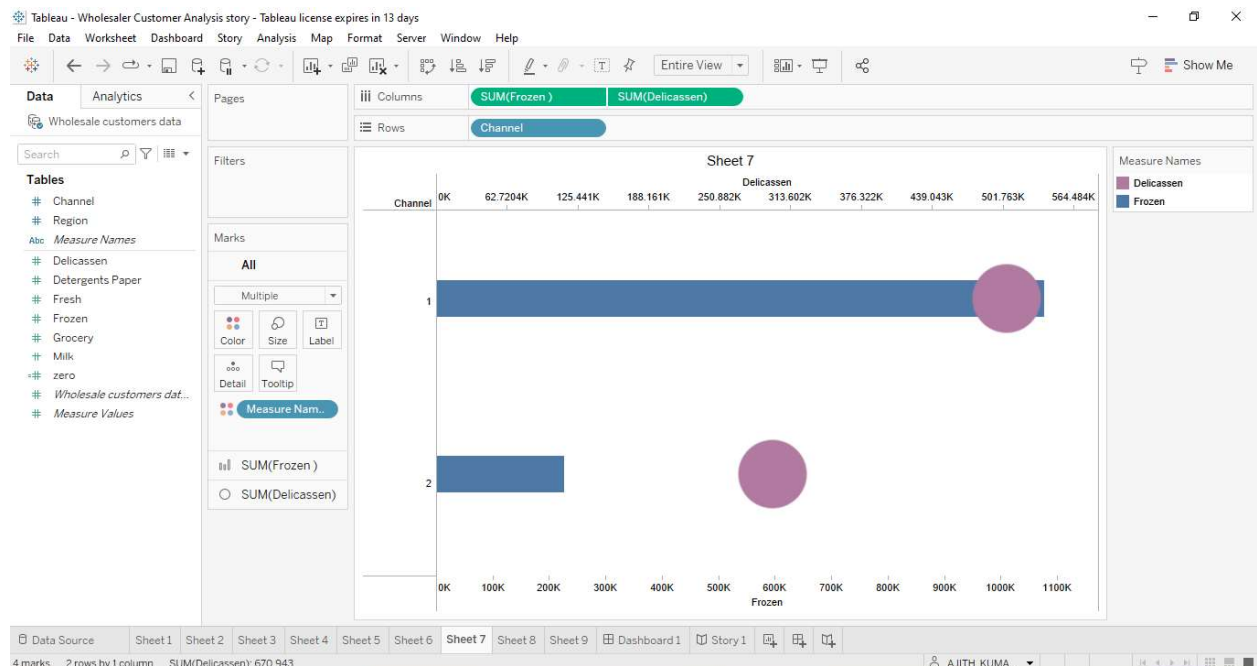 Tableau - Wholesaler Customer Analysis story - Tableau license expires in 13 days
File Data Worksheet Dashboard Story Analysis Map Format Server Window Help
Entire View
Show Me
Data Analytics
Wholesale customers data
Search
Tables
# Channel
# Region
Abc Measure Names
# Delicassen
# Detergents Paper
# Fresh
# Frozen
# Grocery
# Milk
=# zero
# Wholesale customers dat...
# Measure Values
Pages
Filters
Marks
All
Multiple
Color Size Label
Detail Tooltip
Measure Nam..
SUM(Frozen )
SUM(Delicassen)
Columns SUM(Frozen ) SUM(Delicassen)
Rows Channel
Sheet 7
Delicassen
Channel 0K 62.7204K 125.441K 188.161K 250.882K 313.602K 376.322K 439.043K 501.763K 564.484K
1
2
0K 100K 200K 300K 400K 500K 600K 700K 800K 900K 1000K 1100K
Frozen
Measure Names
Delicassen
Frozen
Data Source Sheet 1 Sheet 2 Sheet 3 Sheet 4 Sheet 5 Sheet 6 Sheet 7 Sheet 8 Sheet 9 Dashboard 1 Story 1
4 marks 2 rows by 1 column SUM(Delicassen): 670,943 AJITH KUMA